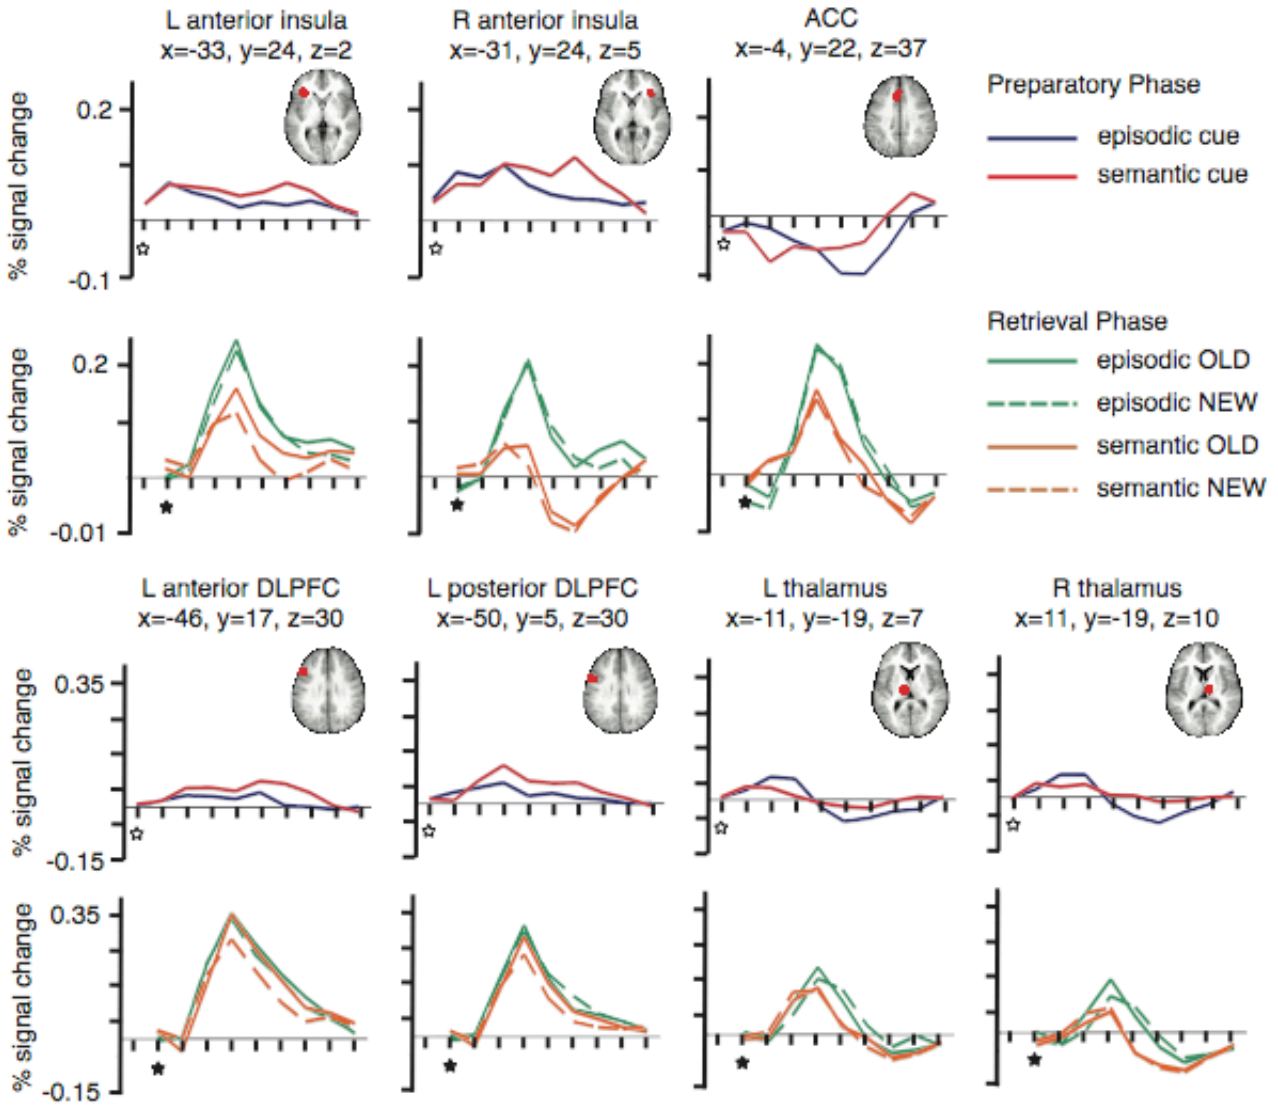 L anterior insula
x=-33, y=24, z=2
R anterior insula
x=-31, y=24, z=5
ACC
x=-4, y=22, z=37
Preparatory Phase
episodic cue
semantic cue
% signal change
0.2
-0.1
Retrieval Phase
episodic OLD
episodic NEW
semantic OLD
semantic NEW
% signal change
0.2
-0.01
L anterior DLPFC
x=-46, y=17, z=30
L posterior DLPFC
x=-50, y=5, z=30
L thalamus
x=-11, y=-19, z=7
R thalamus
x=11, y=-19, z=10
% signal change
0.35
-0.15
% signal change
0.35
-0.15